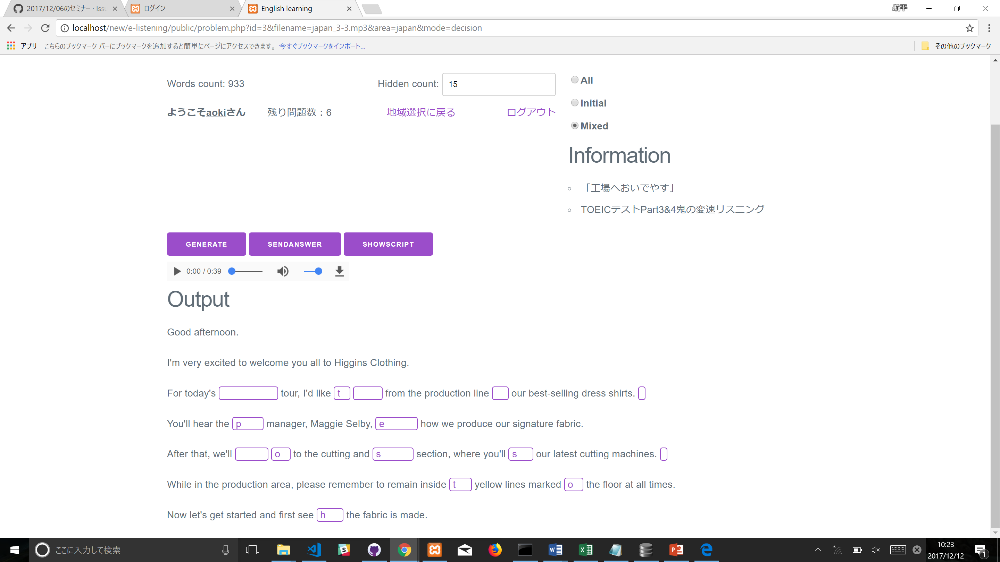 2017/12/06のセミナー · Issu
ログイン
English learning
航平
localhost/new/e-listening/public/problem.php?id=3&filename=japan_3-3.mp3&area=japan&mode=decision
アプリ こちらのブックマーク バーにブックマークを追加すると簡単にページにアクセスできます。 今すぐブックマークをインポート... その他のブックマーク
Words count: 933 Hidden count: 15
All
Initial
ようこそaokiさん 残り問題数：6 地域選択に戻る ログアウト
Mixed
Information
「工場へおいでやす」
TOEICテストPart3&4鬼の変速リスニング
GENERATE SENDANSWER SHOWSCRIPT
0:00 / 0:39
Output
Good afternoon.
I'm very excited to welcome you all to Higgins Clothing.
For today's tour, I'd like t from the production line our best-selling dress shirts.
You'll hear the p manager, Maggie Selby, e how we produce our signature fabric.
After that, we'll o to the cutting and s section, where you'll s our latest cutting machines.
While in the production area, please remember to remain inside t yellow lines marked o the floor at all times.
Now let's get started and first see h the fabric is made.
ここに入力して検索
10:23
2017/12/12
1